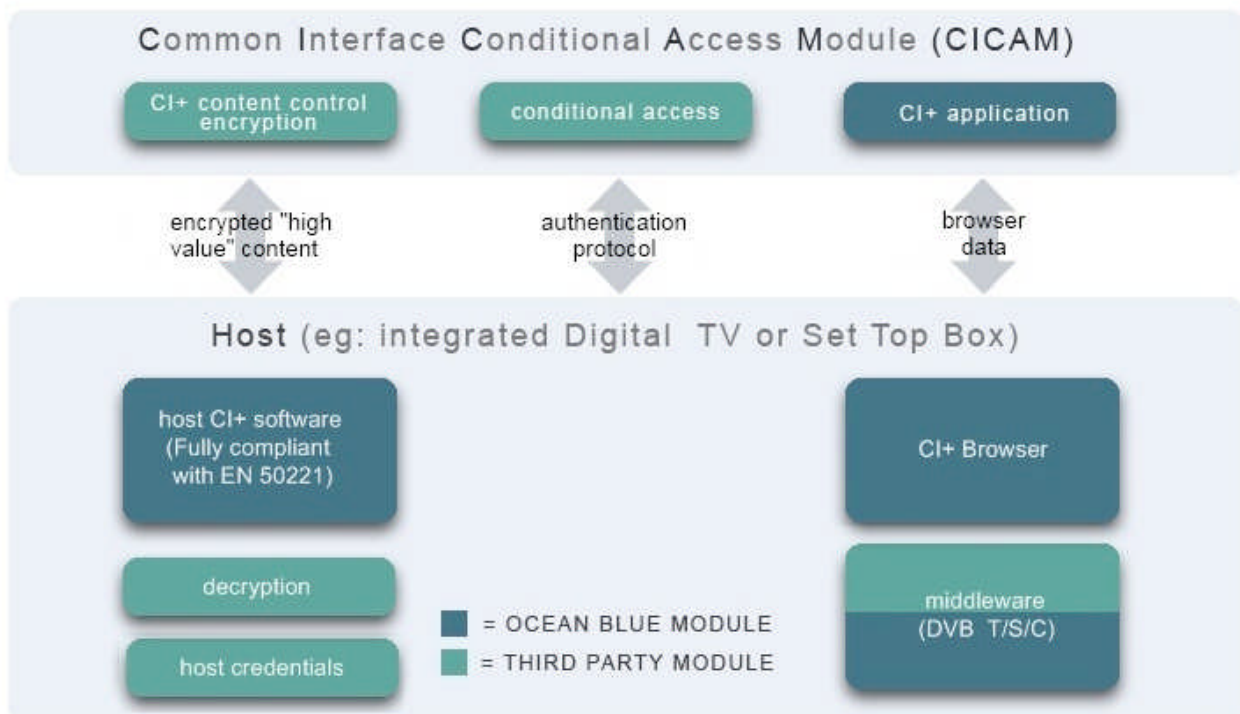 Common Interface Conditional Access Module (CICAM)
CI+ content control
encryption
conditional access
CI+ application
encrypted "high
value" content
authentication
protocol
browser
data
Host (eg: integrated Digital TV or Set Top Box)
host CI+ software
(Fully compliant
with EN 50221)
CI+ Browser
decryption
host credentials
middleware
(DVB T/S/C)
= OCEAN BLUE MODULE
= THIRD PARTY MODULE